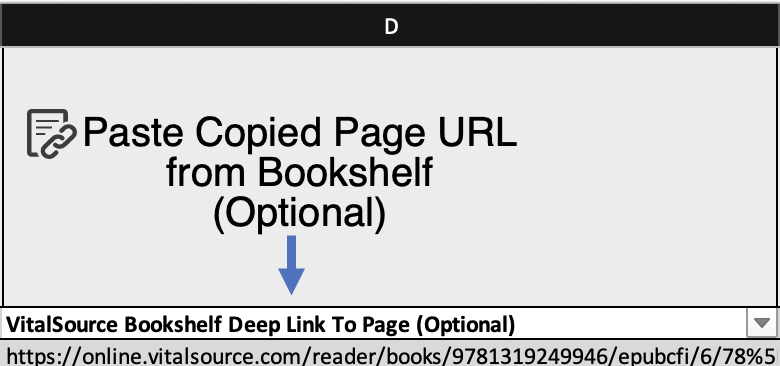 D
Paste Copied Page URL
from Bookshelf
(Optional)
VitalSource Bookshelf Deep Link To Page (Optional)
https://online.vitalsource.com/reader/books/9781319249946/epubcfi/6/78%5